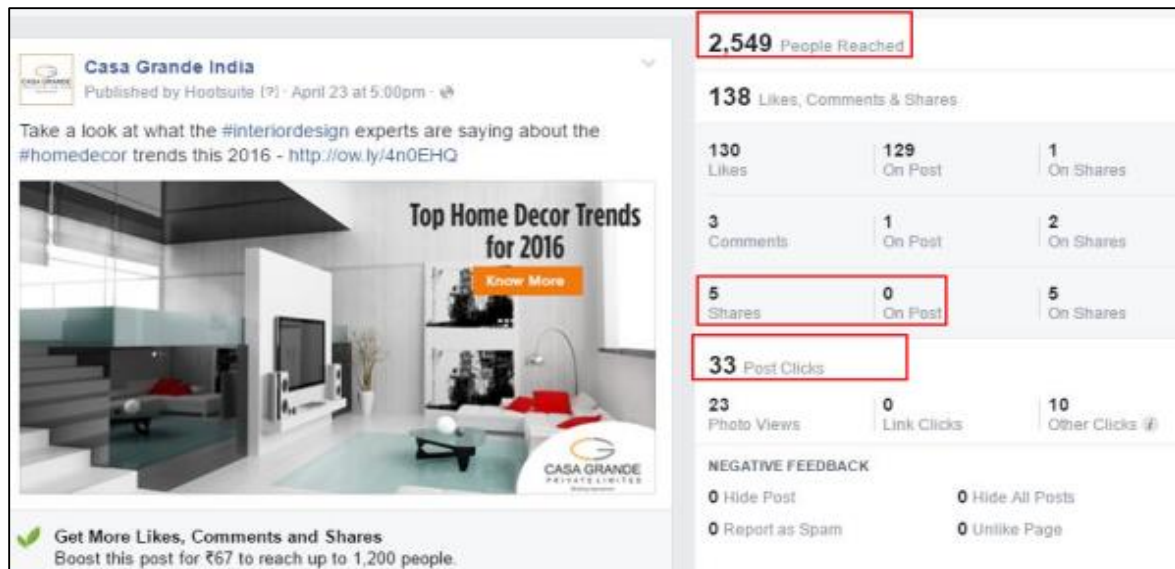 Casa Grande India
Published by Hootsuite [?] · April 23 at 5:00pm ·
Take a look at what the #interiordesign experts are saying about the
#homedecor trends this 2016 - http://ow.ly/4n0EHQ
Top Home Decor Trends
for 2016
Know More
CASA GRANDE
PRIVATE LIMITED
Get More Likes, Comments and Shares
Boost this post for ₹67 to reach up to 1,200 people.
2,549 People Reached
138 Likes, Comments & Shares
130 129 1
Likes On Post On Shares
3 1 2
Comments On Post On Shares
5 0 5
Shares On Post On Shares
33 Post Clicks
23 0 10
Photo Views Link Clicks Other Clicks
NEGATIVE FEEDBACK
0 Hide Post 0 Hide All Posts
0 Report as Spam 0 Unlike Page